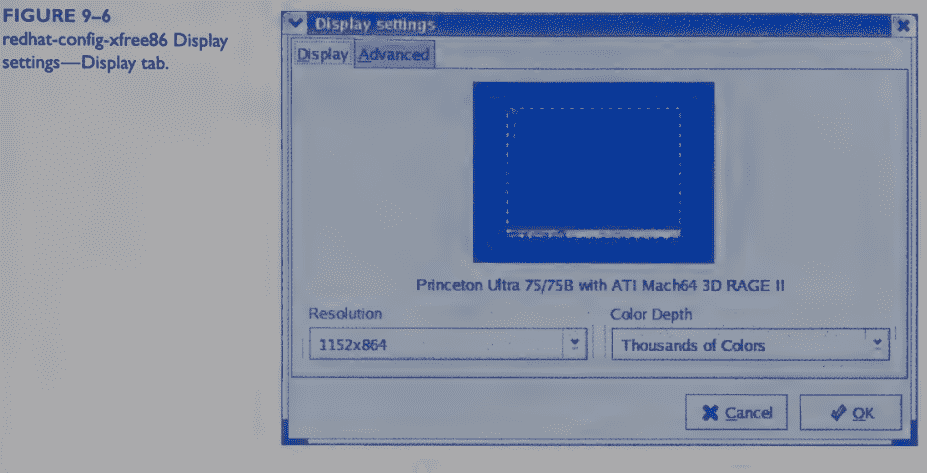 FIGURE 9–6
redhat-config-xfree86 Display
settings—Display tab.
Display settings
Display Advanced
Princeton Ultra 75/75B with ATI Mach64 3D RAGE II
Resolution Color Depth
1152x864 Thousands of Colors
Cancel OK